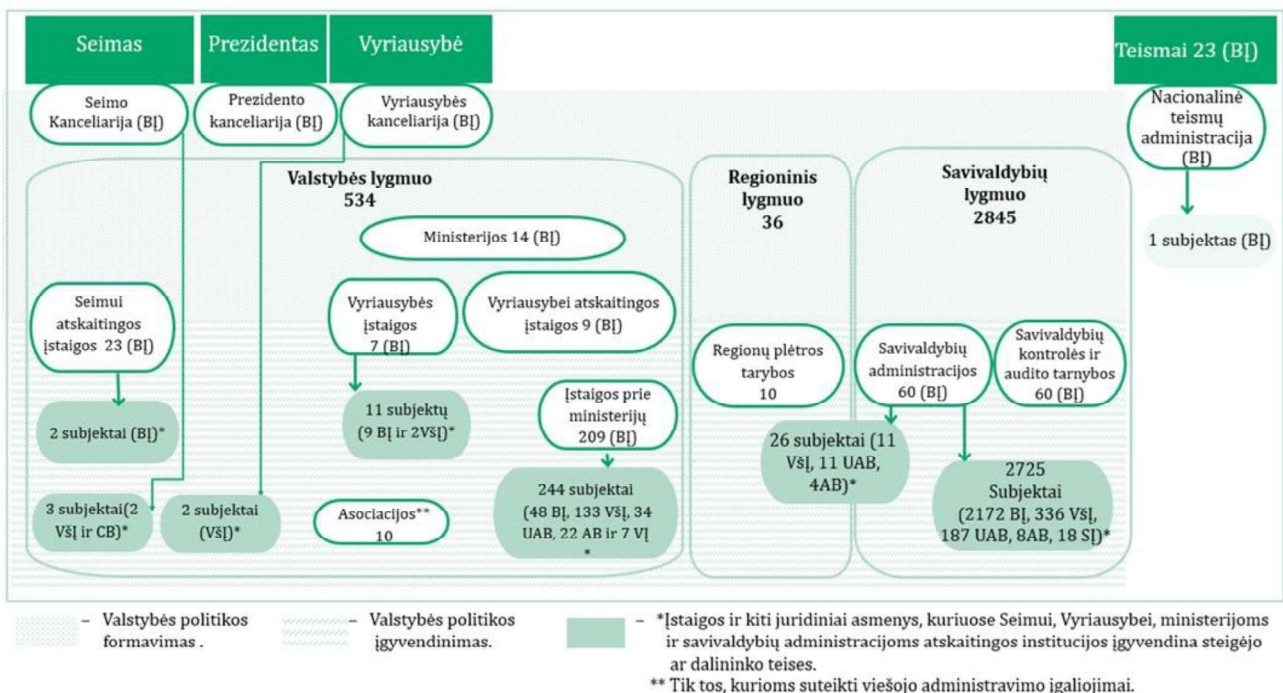 Seimas
Prezidentas
Vyriausybė
Teismai 23 (BĮ)
Seimo
Kanceliarija (BĮ)
Prezidento
kanceliarija (BĮ)
Vyriausybės
kanceliarija (BĮ)
Nacionalinė
teismų
administracija
(BĮ)
1 subjektas (BĮ)
Valstybės lygmuo
534
Ministerijos 14 (BĮ)
Seimui
atskaitingos
įstaigos 23 (BĮ)
Vyriausybės
įstaigos
7 (BĮ)
Vyriausybei atskaitingos
įstaigos 9 (BĮ)
2 subjektai (BĮ)*
11 subjektų
(9 BĮ ir 2VšĮ)*
Įstaigos prie
ministerijų
209 (BĮ)
3 subjektai(2
VšĮ ir CB)*
2 subjektai
(VšĮ)*
Asociacijos**
10
244 subjektai
(48 BĮ, 133 VšĮ, 34
UAB, 22 AB ir 7 VĮ
*
Regioninis
lygmuo
36
Regionų plėtros
tarybos
10
26 subjektai (11
VšĮ, 11 UAB,
4AB)*
Savivaldybių
lygmuo
2845
Savivaldybių
administracijos
60 (BĮ)
Savivaldybių
kontrolės ir
audito tarnybos
60 (BĮ)
2725
Subjektai
(2172 BĮ, 336 VšĮ,
187 UAB, 8AB, 18 SĮ)*
– Valstybės politikos
formavimas .
– Valstybės politikos
įgyvendinimas.
– *Įstaigos ir kiti juridiniai asmenys, kuriuose Seimui, Vyriausybei, ministerijoms
ir savivaldybių administracijoms atskaitingos institucijos įgyvendina steigėjo
ar dalininko teises.
** Tik tos, kurioms suteikti viešojo administravimo įgaliojimai.